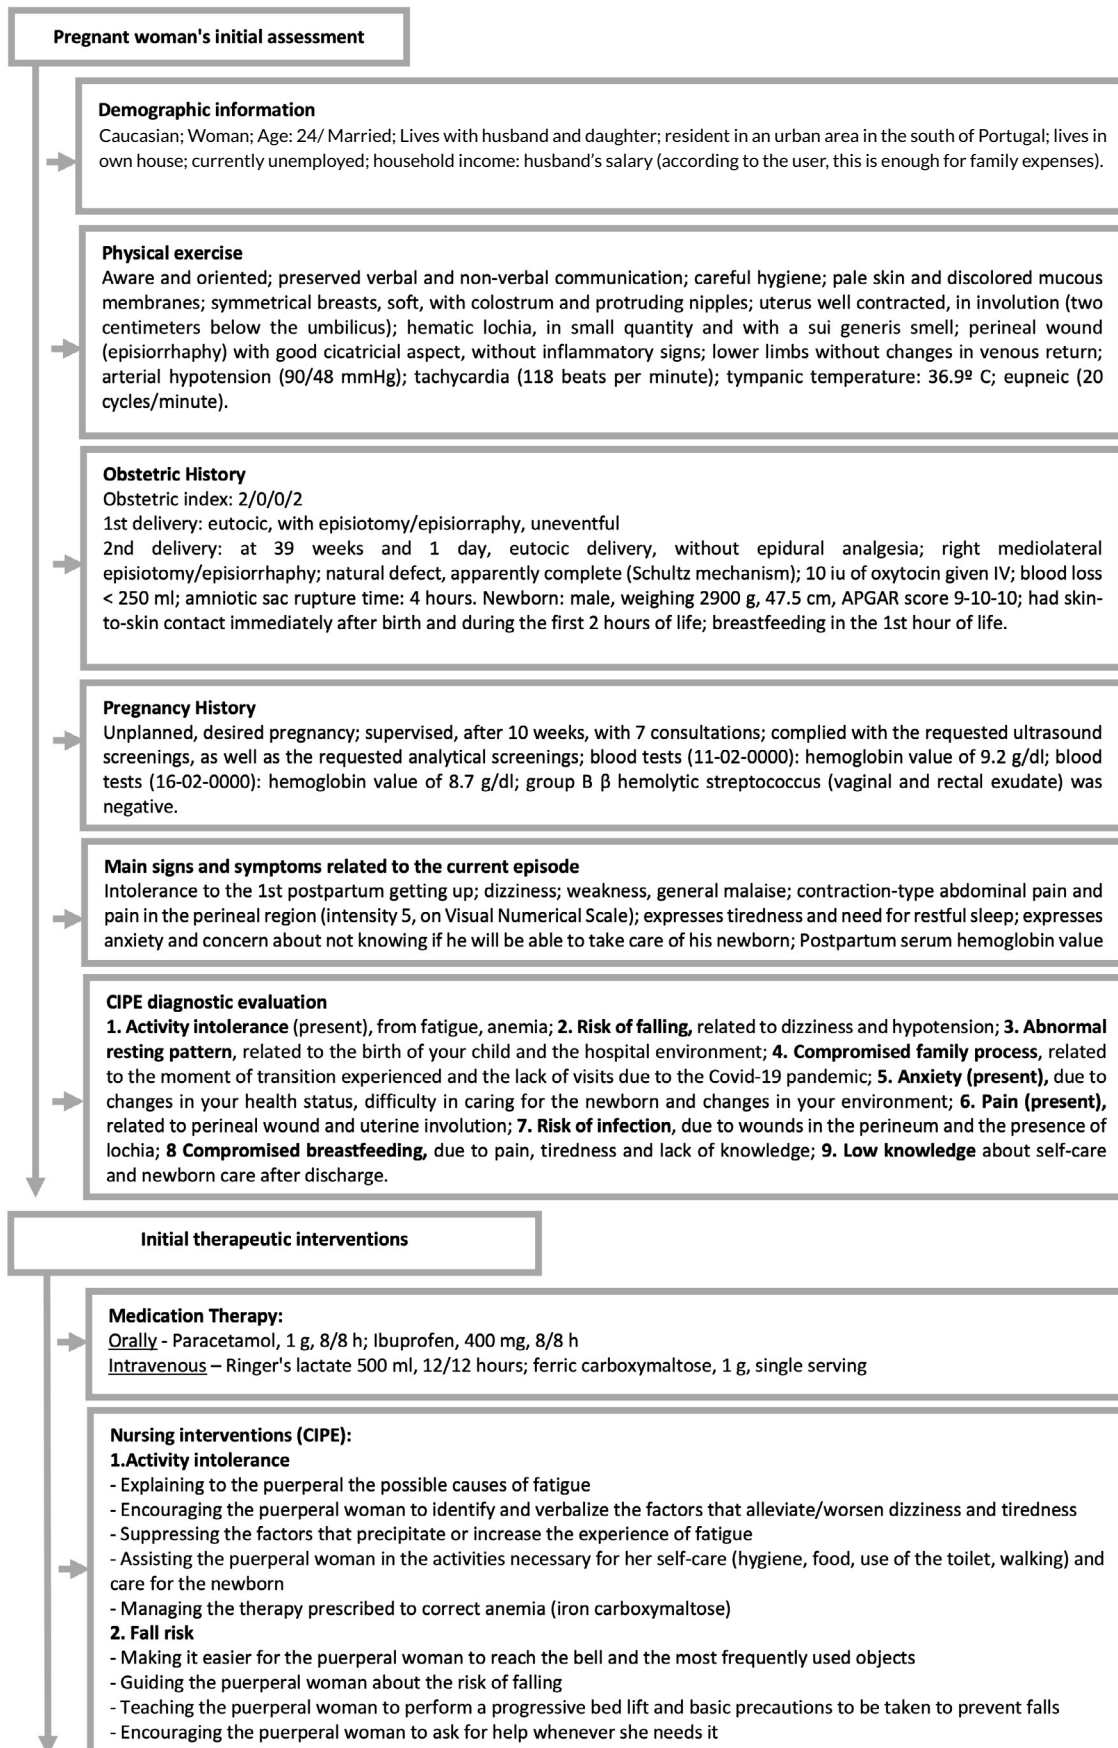 Pregnant woman's initial assessment
Demographic information
Caucasian; Woman; Age: 24/ Married; Lives with husband and daughter; resident in an urban area in the south of Portugal; lives in
own house; currently unemployed; household income: husband's salary (according to the user, this is enough for family expenses).
Physical exercise
Aware and oriented; preserved verbal and non-verbal communication; careful hygiene; pale skin and discolored mucous
membranes; symmetrical breasts, soft, with colostrum and protruding nipples; uterus well contracted, in involution (two
centimeters below the umbilicus); hematic lochia, in small quantity and with a sui generis smell; perineal wound
(episiorrhaphy) with good cicatricial aspect, without inflammatory signs; lower limbs without changes in venous return;
arterial hypotension (90/48 mmHg); tachycardia (118 beats per minute); tympanic temperature: 36.9º C; eupneic (20
cycles/minute).
Obstetric History
Obstetric index: 2/0/0/2
1st delivery: eutocic, with episiotomy/episiorraphy, uneventful
2nd delivery: at 39 weeks and 1 day, eutocic delivery, without epidural analgesia; right mediolateral
episiotomy/episiorrhaphy; natural defect, apparently complete (Schultz mechanism); 10 iu of oxytocin given IV; blood loss
< 250 ml; amniotic sac rupture time: 4 hours. Newborn: male, weighing 2900 g, 47.5 cm, APGAR score 9-10-10; had skin-
to-skin contact immediately after birth and during the first 2 hours of life; breastfeeding in the 1st hour of life.
Pregnancy History
Unplanned, desired pregnancy; supervised, after 10 weeks, with 7 consultations; complied with the requested ultrasound
screenings, as well as the requested analytical screenings; blood tests (11-02-0000): hemoglobin value of 9.2 g/dl; blood
tests (16-02-0000): hemoglobin value of 8.7 g/dl; group B β hemolytic streptococcus (vaginal and rectal exudate) was
negative.
Main signs and symptoms related to the current episode
Intolerance to the 1st postpartum getting up; dizziness; weakness, general malaise; contraction-type abdominal pain and
pain in the perineal region (intensity 5, on Visual Numerical Scale); expresses tiredness and need for restful sleep; expresses
anxiety and concern about not knowing if he will be able to take care of his newborn; Postpartum serum hemoglobin value
CIPE diagnostic evaluation
1. Activity intolerance (present), from fatigue, anemia; 2. Risk of falling, related to dizziness and hypotension; 3. Abnormal
resting pattern, related to the birth of your child and the hospital environment; 4. Compromised family process, related
to the moment of transition experienced and the lack of visits due to the Covid-19 pandemic; 5. Anxiety (present), due to
changes in your health status, difficulty in caring for the newborn and changes in your environment; 6. Pain (present),
related to perineal wound and uterine involution; 7. Risk of infection, due to wounds in the perineum and the presence of
lochia; 8 Compromised breastfeeding, due to pain, tiredness and lack of knowledge; 9. Low knowledge about self-care
and newborn care after discharge.
Initial therapeutic interventions
Medication Therapy:
Orally - Paracetamol, 1 g, 8/8 h; Ibuprofen, 400 mg, 8/8 h
Intravenous – Ringer's lactate 500 ml, 12/12 hours; ferric carboxymaltose, 1 g, single serving
Nursing interventions (CIPE):
1.Activity intolerance
- Explaining to the puerperal the possible causes of fatigue
- Encouraging the puerperal woman to identify and verbalize the factors that alleviate/worsen dizziness and tiredness
- Suppressing the factors that precipitate or increase the experience of fatigue
- Assisting the puerperal woman in the activities necessary for her self-care (hygiene, food, use of the toilet, walking) and
care for the newborn
- Managing the therapy prescribed to correct anemia (iron carboxymaltose)
2. Fall risk
- Making it easier for the puerperal woman to reach the bell and the most frequently used objects
- Guiding the puerperal woman about the risk of falling
- Teaching the puerperal woman to perform a progressive bed lift and basic precautions to be taken to prevent falls
- Encouraging the puerperal woman to ask for help whenever she needs it